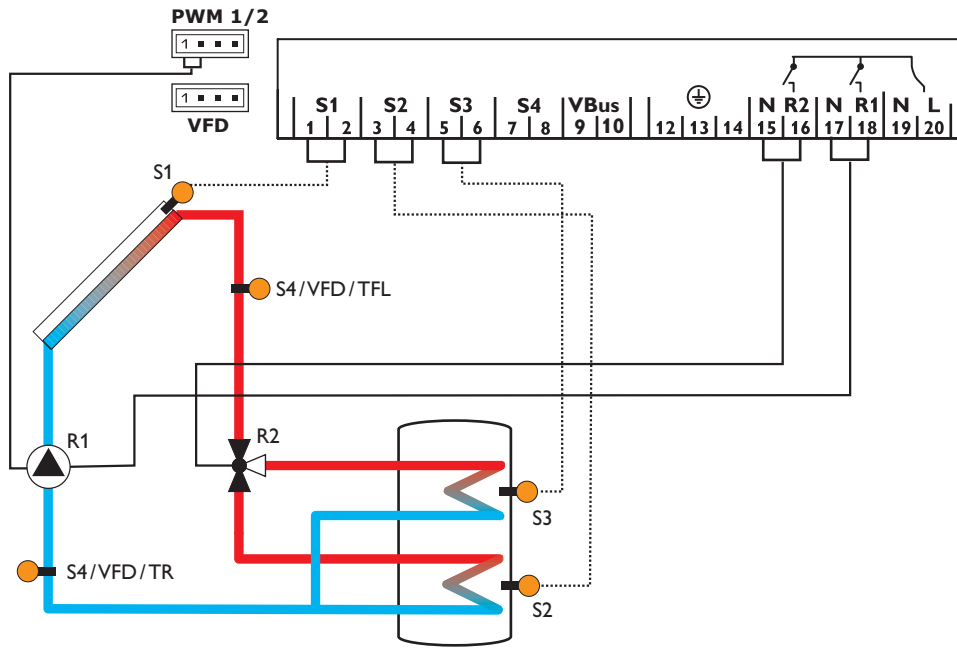 PWM 1/2
1
1
VFD
S1 S2 S3 S4 VBus N R2 N R1 N L
1 2 3 4 5 6 7 8 9 10 12 13 14 15 16 17 18 19 20
S1
S4/VFD/TFL
R1
R2
S3
S4/VFD/TR
S2